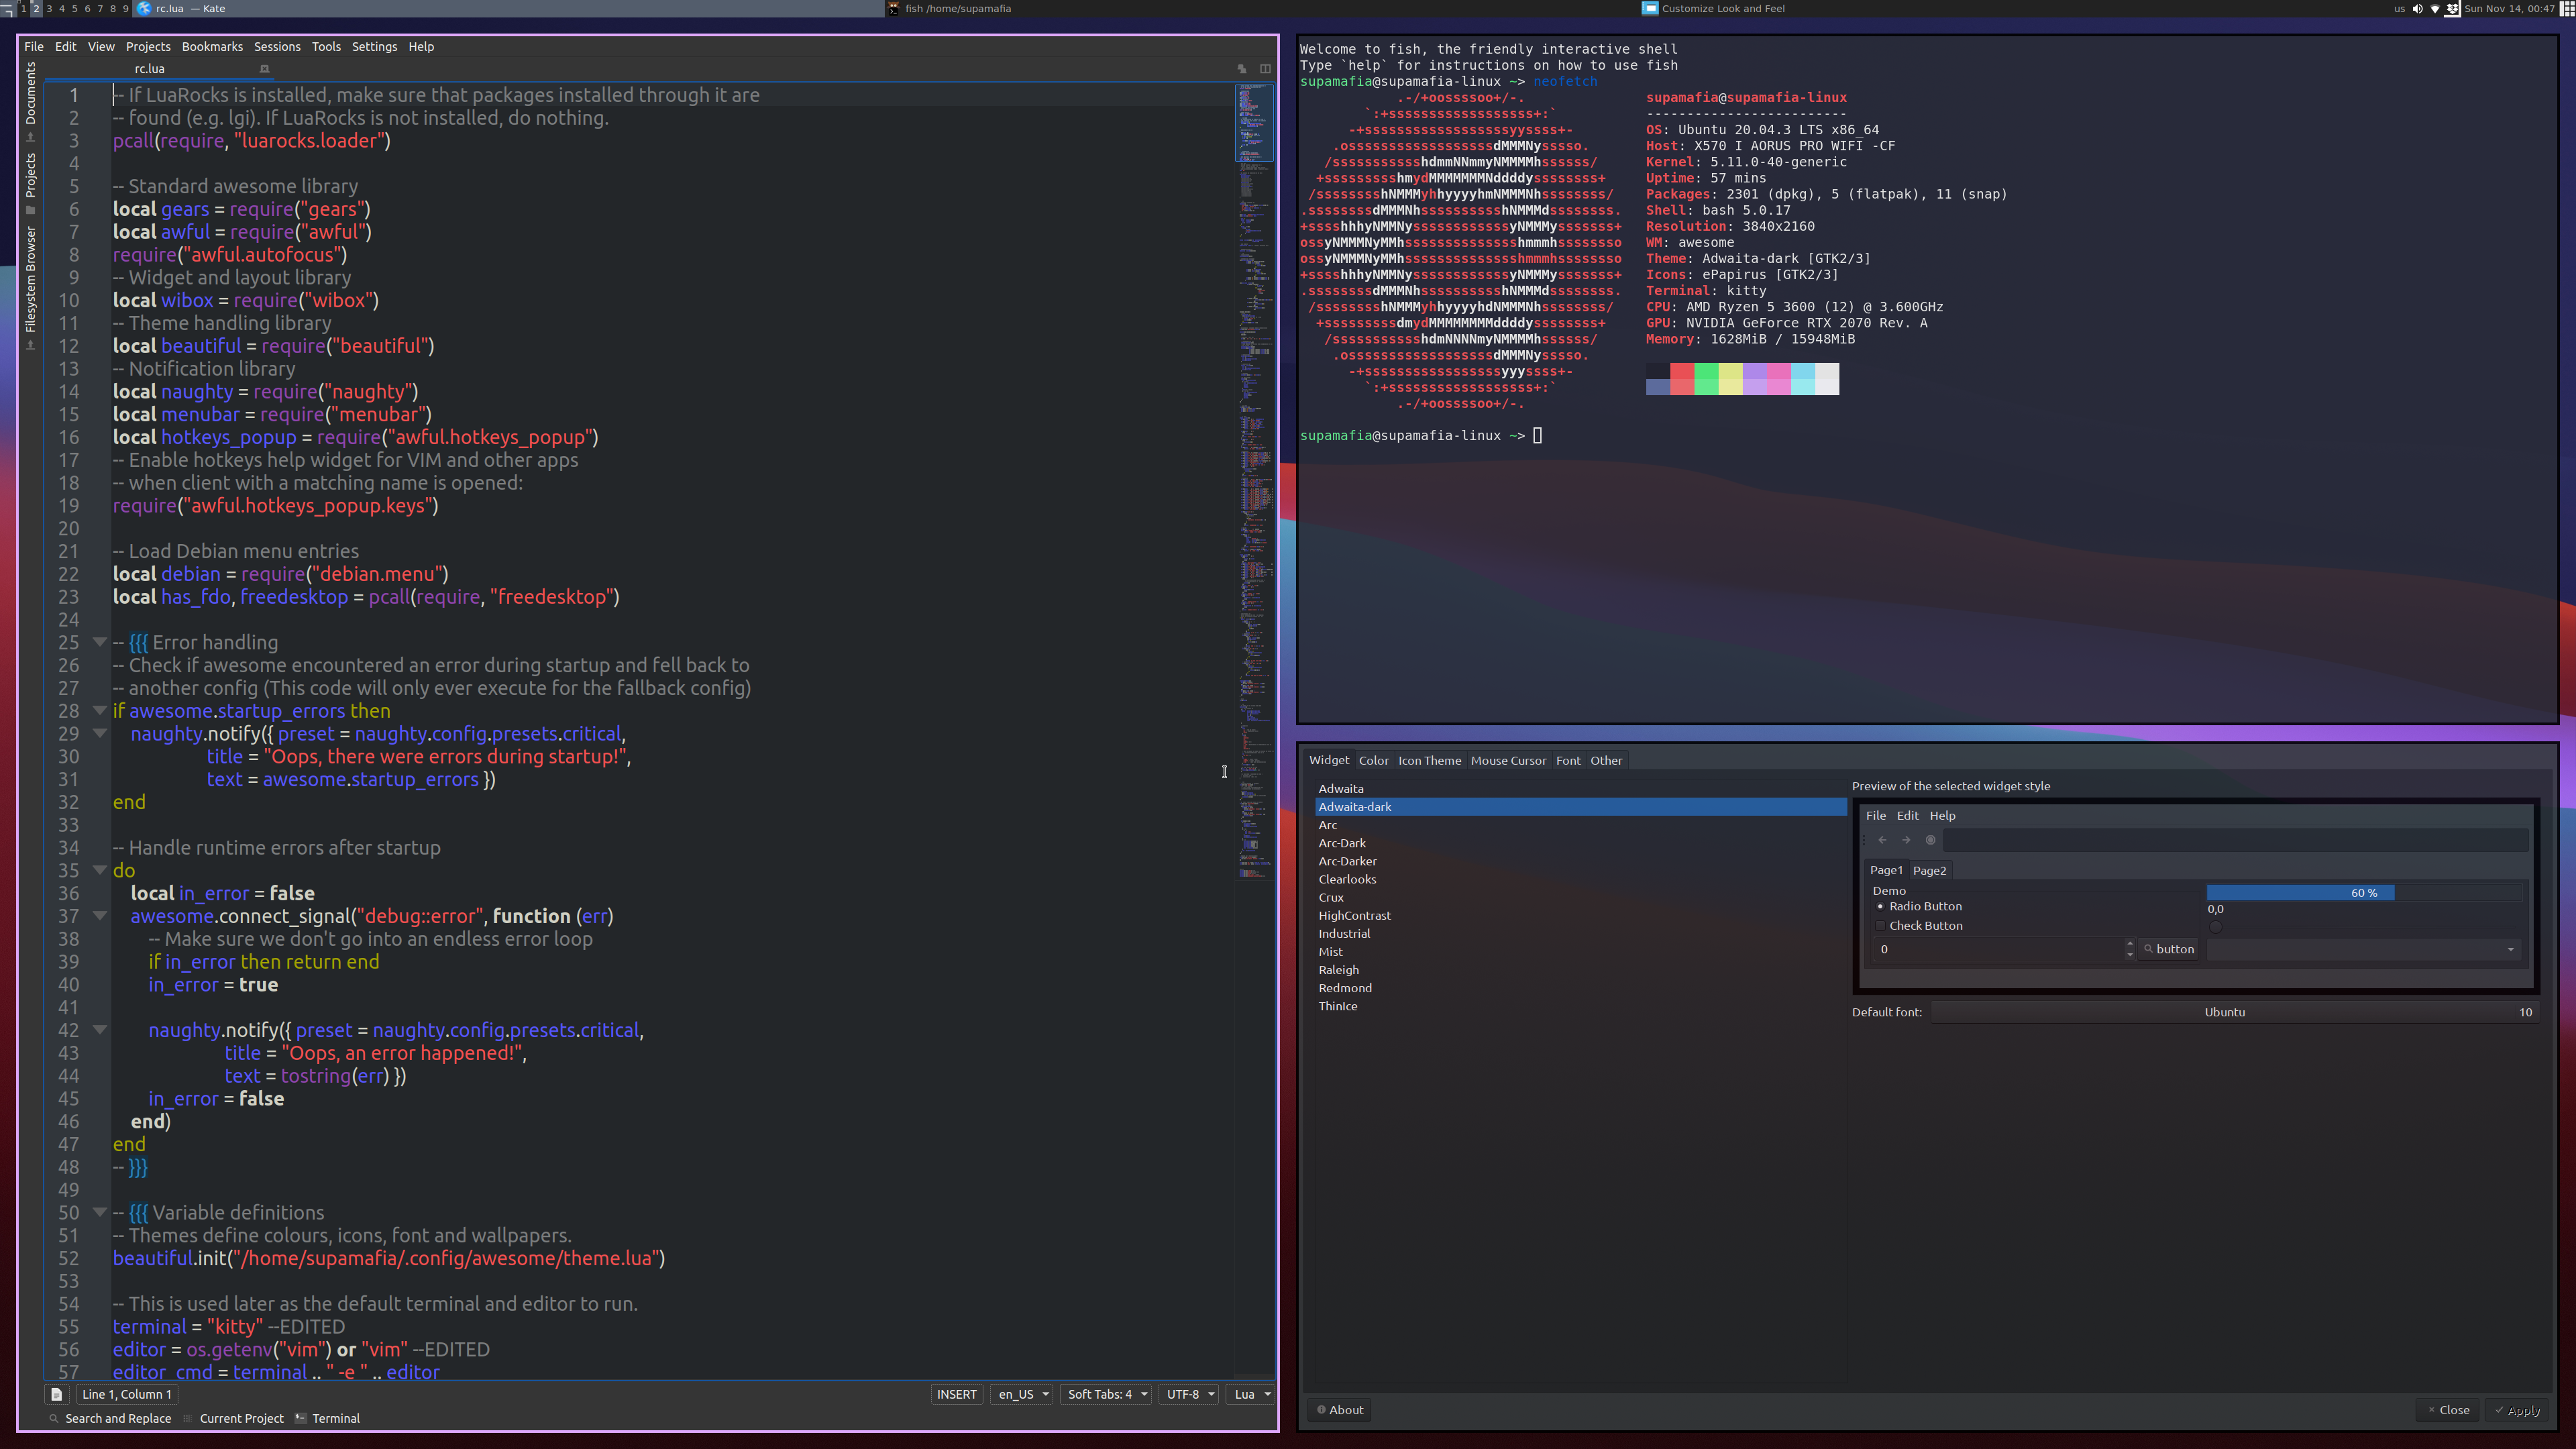 1 2 3 4 5 6 7 8 9 rc.lua — Kate fish /home/supamafia Customize Look and Feel us Sun Nov 14, 00:47
File Edit View Projects Bookmarks Sessions Tools Settings Help
rc.lua
Documents
Projects
Filesystem Browser
1 -- If LuaRocks is installed, make sure that packages installed through it are
2 -- found (e.g. lgi). If LuaRocks is not installed, do nothing.
3 pcall(require, "luarocks.loader")
4
5 -- Standard awesome library
6 local gears = require("gears")
7 local awful = require("awful")
8 require("awful.autofocus")
9 -- Widget and layout library
10 local wibox = require("wibox")
11 -- Theme handling library
12 local beautiful = require("beautiful")
13 -- Notification library
14 local naughty = require("naughty")
15 local menubar = require("menubar")
16 local hotkeys_popup = require("awful.hotkeys_popup")
17 -- Enable hotkeys help widget for VIM and other apps
18 -- when client with a matching name is opened:
19 require("awful.hotkeys_popup.keys")
20
21 -- Load Debian menu entries
22 local debian = require("debian.menu")
23 local has_fdo, freedesktop = pcall(require, "freedesktop")
24
25 -- {{{ Error handling
26 -- Check if awesome encountered an error during startup and fell back to
27 -- another config (This code will only ever execute for the fallback config)
28 if awesome.startup_errors then
29 naughty.notify({ preset = naughty.config.presets.critical,
30 title = "Oops, there were errors during startup!",
31 text = awesome.startup_errors })
32 end
33
34 -- Handle runtime errors after startup
35 do
36 local in_error = false
37 awesome.connect_signal("debug::error", function (err)
38 -- Make sure we don't go into an endless error loop
39 if in_error then return end
40 in_error = true
41
42 naughty.notify({ preset = naughty.config.presets.critical,
43 title = "Oops, an error happened!",
44 text = tostring(err) })
45 in_error = false
46 end)
47 end
48 -- }}}
49
50 -- {{{ Variable definitions
51 -- Themes define colours, icons, font and wallpapers.
52 beautiful.init("/home/supamafia/.config/awesome/theme.lua")
53
54 -- This is used later as the default terminal and editor to run.
55 terminal = "kitty" --EDITED
56 editor = os.getenv("vim") or "vim" --EDITED
57 editor_cmd = terminal .. " -e " .. editor
Line 1, Column 1 INSERT en_US Soft Tabs: 4 UTF-8 Lua
Search and Replace Current Project Terminal
Welcome to fish, the friendly interactive shell
Type `help` for instructions on how to use fish
supamafia@supamafia-linux ~> neofetch
.-/+oossssoo+/-. supamafia@supamafia-linux
`:+ssssssssssssssssss+:` -------------------------
-+ssssssssssssssssssyyssss+- OS: Ubuntu 20.04.3 LTS x86_64
.ossssssssssssssssssdMMMNysssso. Host: X570 I AORUS PRO WIFI -CF
/ssssssssssshdmmNNmmyNMMMMhssssss/ Kernel: 5.11.0-40-generic
+ssssssssshmydMMMMMMMNddddyssssssss+ Uptime: 57 mins
/sssssssshNMMMyhhyyyyhmNMMMNhssssssss/ Packages: 2301 (dpkg), 5 (flatpak), 11 (snap)
.ssssssssdMMMNhsssssssssshNMMMdssssssss. Shell: bash 5.0.17
+sssshhhyNMMNyssssssssssssyNMMMysssssss+ Resolution: 3840x2160
ossyNMMMNyMMhsssssssssssssshmmmhssssssso WM: awesome
ossyNMMMNyMMhsssssssssssssshmmmhssssssso Theme: Adwaita-dark [GTK2/3]
+sssshhhyNMMNyssssssssssssyNMMMysssssss+ Icons: ePapirus [GTK2/3]
.ssssssssdMMMNhsssssssssshNMMMdssssssss. Terminal: kitty
/sssssssshNMMMyhhyyyyhdNMMMNhssssssss/ CPU: AMD Ryzen 5 3600 (12) @ 3.600GHz
+sssssssssdmydMMMMMMMMddddyssssssss+ GPU: NVIDIA GeForce RTX 2070 Rev. A
/ssssssssssshdmNNNNmyNMMMMhssssss/ Memory: 1628MiB / 15948MiB
.ossssssssssssssssssdMMMNysssso.
-+sssssssssssssssssyyyssss+-
`:+ssssssssssssssssss+:`
.-/+oossssoo+/-.
supamafia@supamafia-linux ~>
Widget Color Icon Theme Mouse Cursor Font Other
Adwaita
Adwaita-dark
Arc
Arc-Dark
Arc-Darker
Clearlooks
Crux
HighContrast
Industrial
Mist
Raleigh
Redmond
ThinIce
Preview of the selected widget style
File Edit Help
Page1 Page2
Demo 60 %
Radio Button 0,0
Check Button
0 button
Default font: Ubuntu 10
About Close Apply